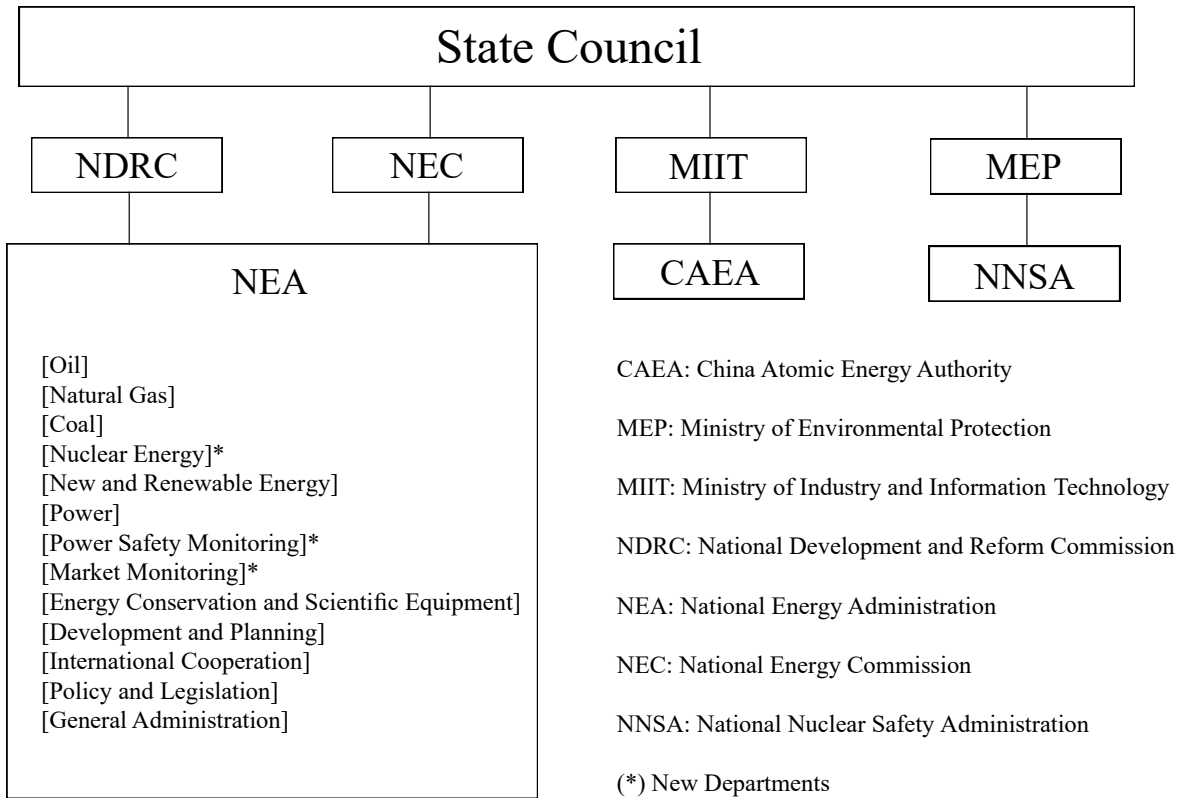 State Council
NDRC
NEC
MIIT
MEP
NEA
CAEA
NNSA
[Oil]
[Natural Gas]
[Coal]
[Nuclear Energy]*
[New and Renewable Energy]
[Power]
[Power Safety Monitoring]*
[Market Monitoring]*
[Energy Conservation and Scientific Equipment]
[Development and Planning]
[International Cooperation]
[Policy and Legislation]
[General Administration]
CAEA: China Atomic Energy Authority
MEP: Ministry of Environmental Protection
MIIT: Ministry of Industry and Information Technology
NDRC: National Development and Reform Commission
NEA: National Energy Administration
NEC: National Energy Commission
NNSA: National Nuclear Safety Administration
(*) New Departments